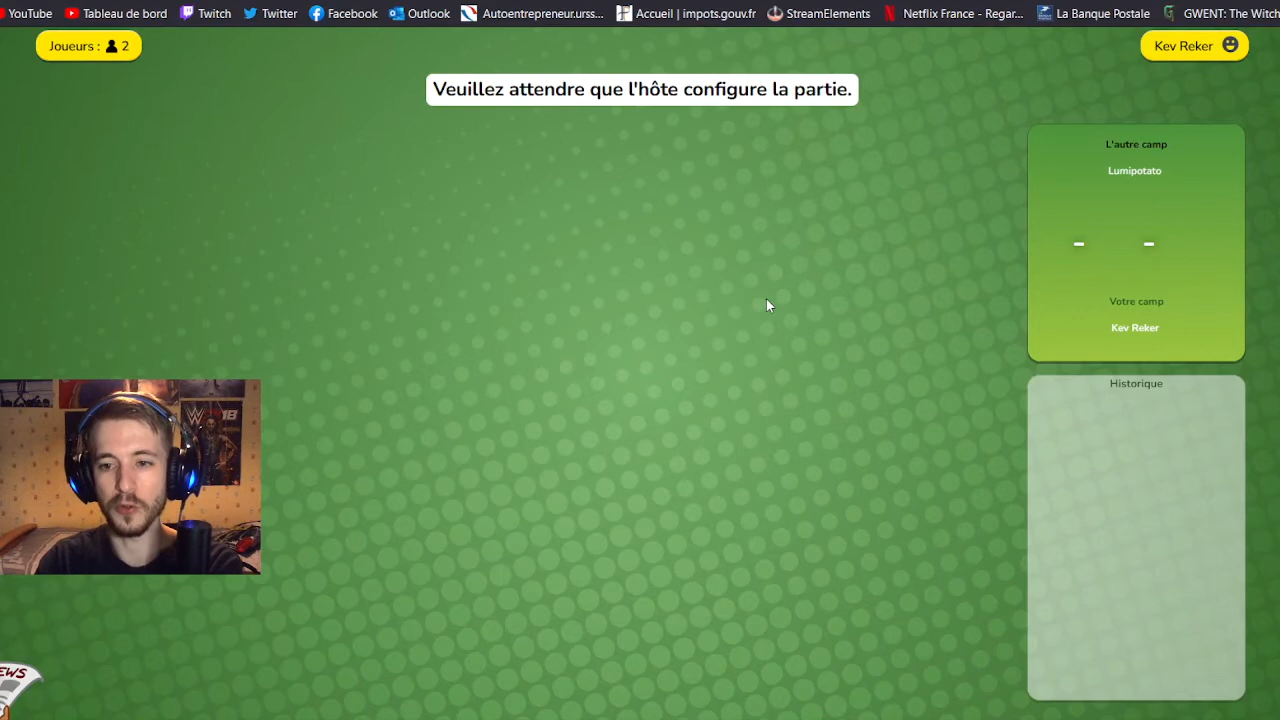 YouTube Tableau de bord Twitch Twitter Facebook Outlook Autoentrepreneur.urss... Accueil | impots.gouv.fr StreamElements Netflix France - Regar... La Banque Postale GWENT: The Witch
Joueurs : 2
Kev Reker
Veuillez attendre que l'hôte configure la partie.
L'autre camp
Lumipotato
- -
Votre camp
Kev Reker
Historique
18
EWS